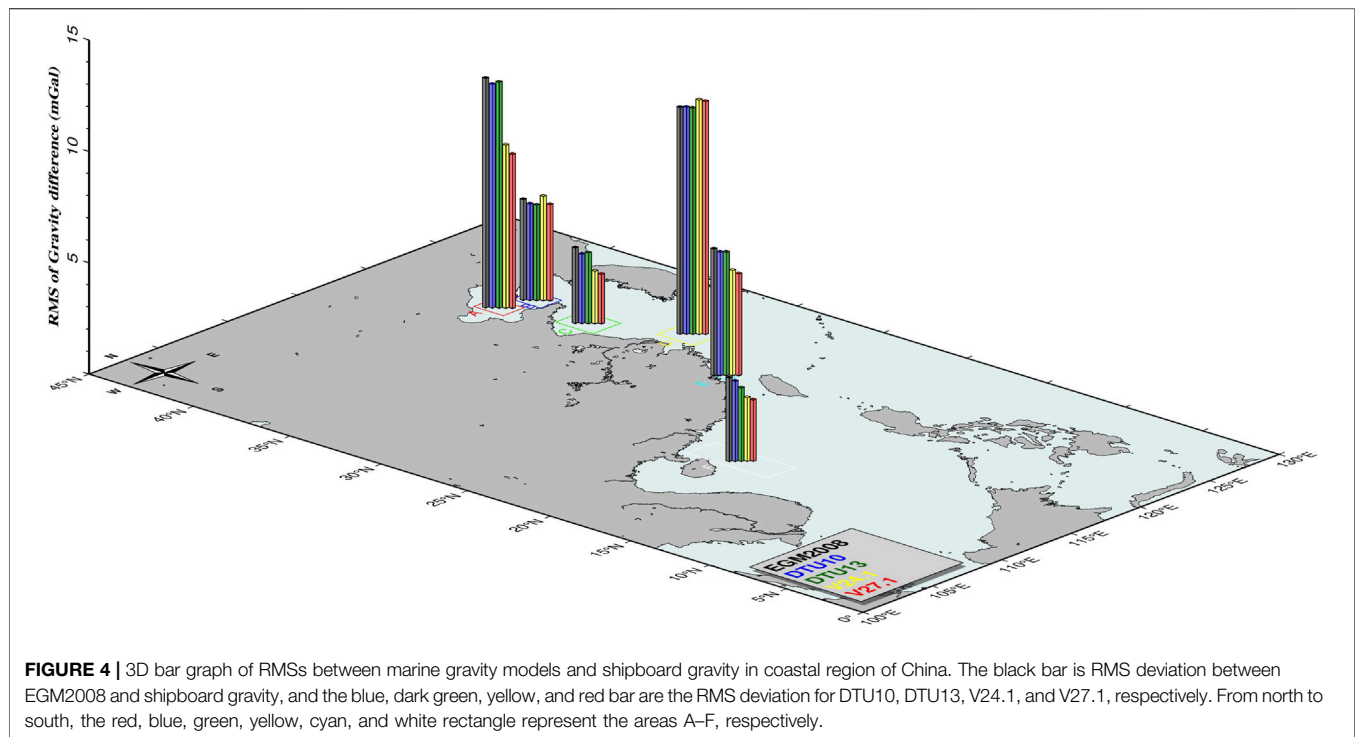 15
10
5
RMS of Gravity difference (mGal)
A
B
C
N
E
W
S
45°N
40°N
35°N
30°N
25°N
20°N
15°N
10°N
5°N
0°
100°E
105°E
110°E
115°E
120°E
125°E
130°E
EGM2008
DTU10
DTU13
V24.1
V27.1
FIGURE 4 | 3D bar graph of RMSs between marine gravity models and shipboard gravity in coastal region of China. The black bar is RMS deviation between
EGM2008 and shipboard gravity, and the blue, dark green, yellow, and red bar are the RMS deviation for DTU10, DTU13, V24.1, and V27.1, respectively. From north to
south, the red, blue, green, yellow, cyan, and white rectangle represent the areas A–F, respectively.